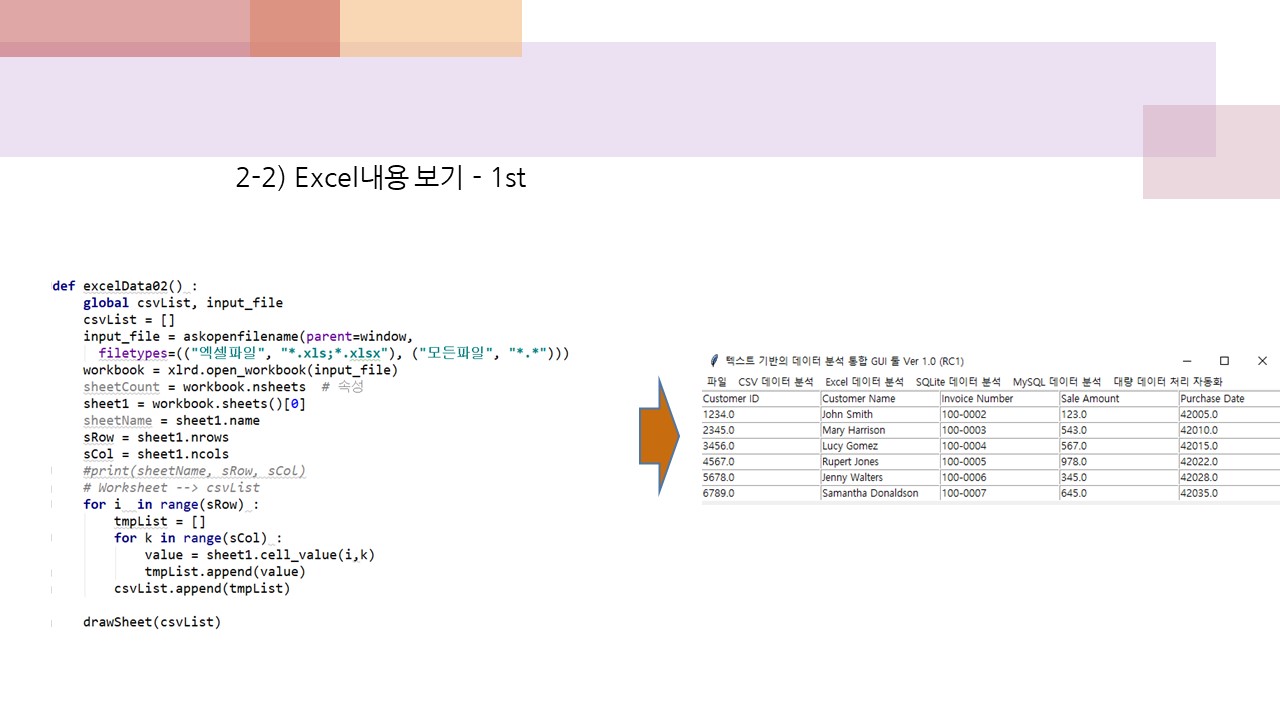 2-2) Excel내용 보기 - 1st
def excelData02() :
    global csvList, input_file
    csvList = []
    input_file = askopenfilename(parent=window,
      filetypes=(("엑셀파일", "*.xls;*.xlsx"), ("모든파일", "*.*")))
    workbook = xlrd.open_workbook(input_file)
    sheetCount = workbook.nsheets  # 속성
    sheet1 = workbook.sheets()[0]
    sheetName = sheet1.name
    sRow = sheet1.nrows
    sCol = sheet1.ncols
    #print(sheetName, sRow, sCol)
    # Worksheet --> csvList
    for i  in range(sRow) :
        tmpList = []
        for k in range(sCol) :
            value = sheet1.cell_value(i,k)
            tmpList.append(value)
        csvList.append(tmpList)
    drawSheet(csvList)
텍스트 기반의 데이터 분석 통합 GUI 툴 Ver 1.0 (RC1)
파일 CSV 데이터 분석 Excel 데이터 분석 SQLite 데이터 분석 MySQL 데이터 분석 대량 데이터 처리 자동화
Customer ID Customer Name Invoice Number Sale Amount Purchase Date
1234.0 John Smith 100-0002 123.0 42005.0
2345.0 Mary Harrison 100-0003 543.0 42010.0
3456.0 Lucy Gomez 100-0004 567.0 42015.0
4567.0 Rupert Jones 100-0005 978.0 42022.0
5678.0 Jenny Walters 100-0006 345.0 42028.0
6789.0 Samantha Donaldson 100-0007 645.0 42035.0